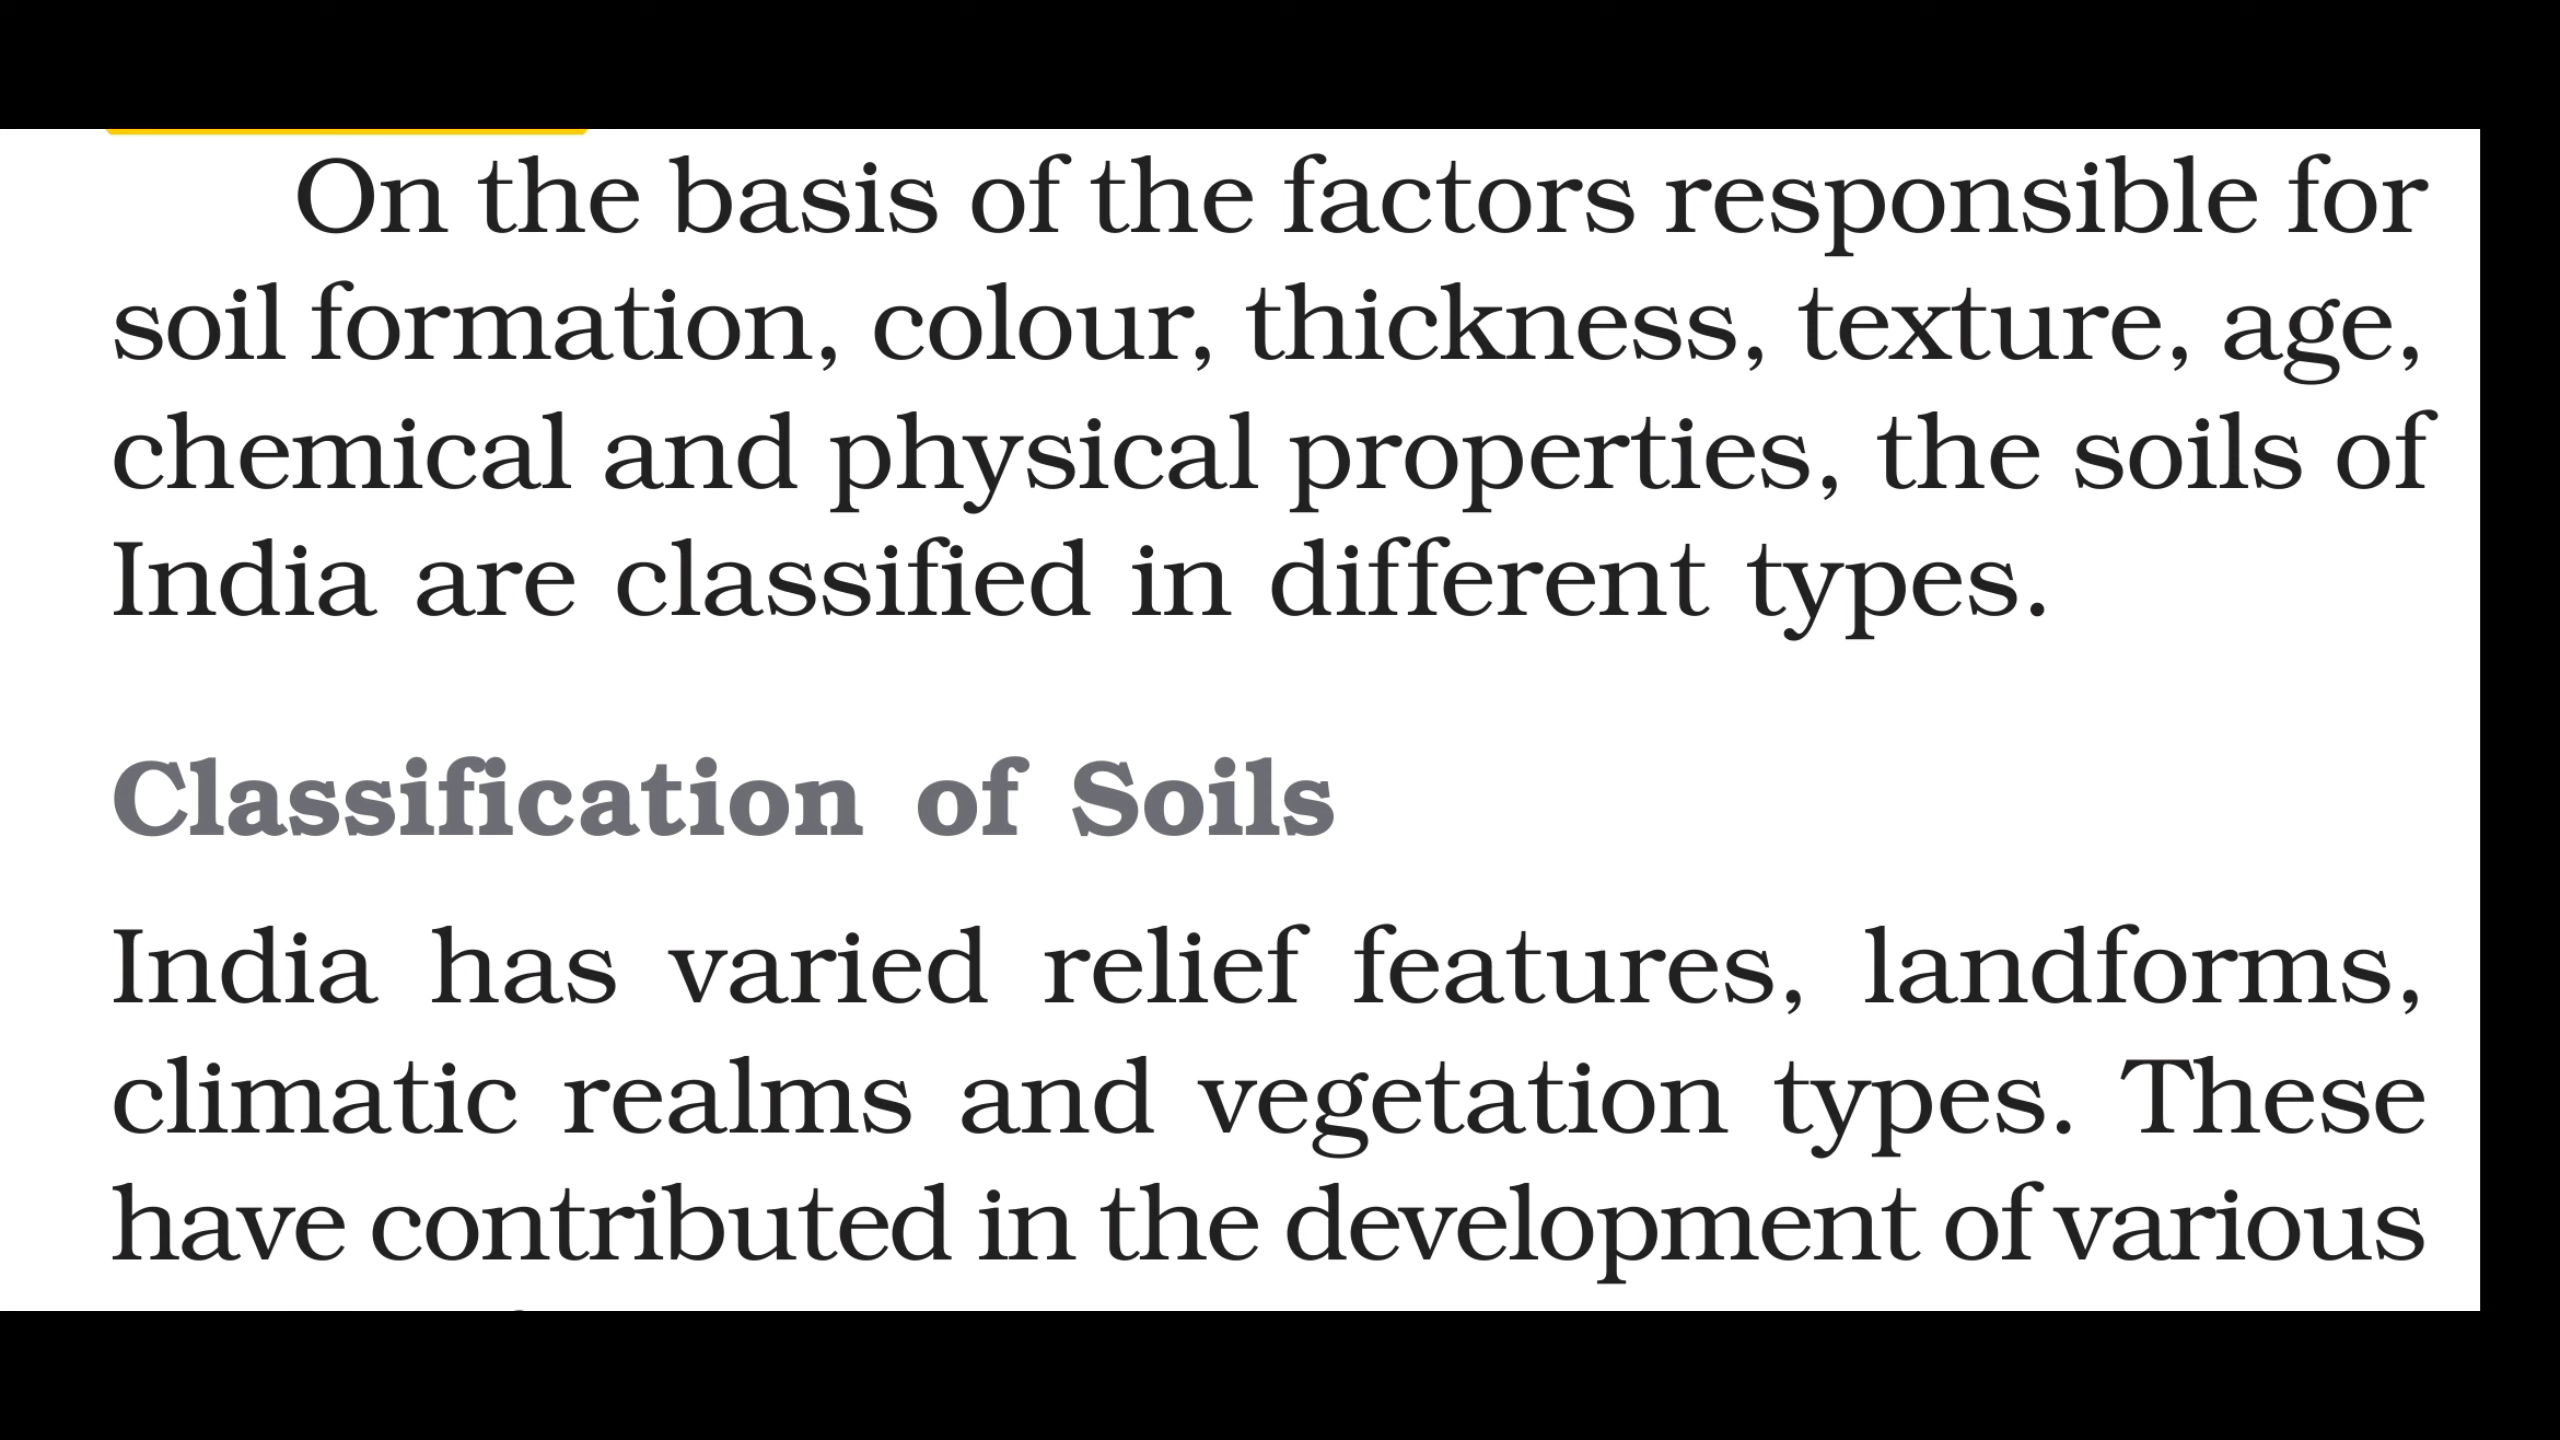 On the basis of the factors responsible for
soil formation, colour, thickness, texture, age,
chemical and physical properties, the soils of
India are classified in different types.
Classification of Soils
India has varied relief features, landforms,
climatic realms and vegetation types. These
have contributed in the development of various